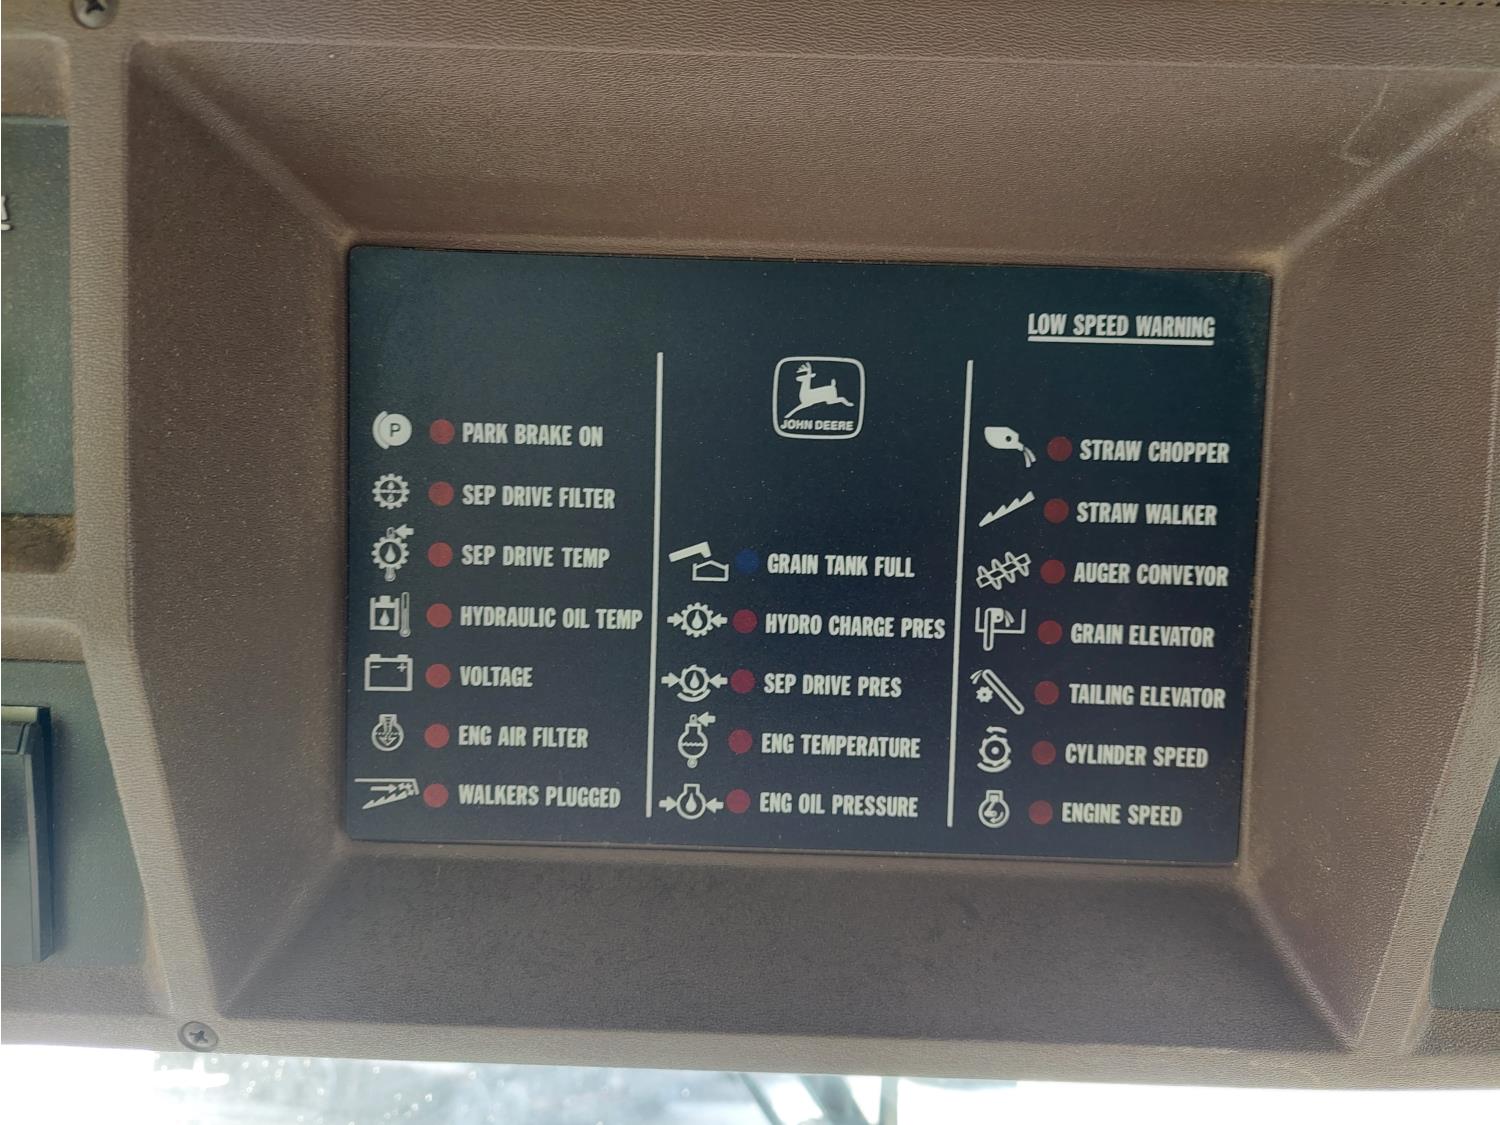 LOW SPEED WARNING
JOHN DEERE
P
PARK BRAKE ON
SEP DRIVE FILTER
SEP DRIVE TEMP
HYDRAULIC OIL TEMP
VOLTAGE
ENG AIR FILTER
WALKERS PLUGGED
GRAIN TANK FULL
HYDRO CHARGE PRES
SEP DRIVE PRES
ENG TEMPERATURE
ENG OIL PRESSURE
STRAW CHOPPER
STRAW WALKER
AUGER CONVEYOR
GRAIN ELEVATOR
TAILING ELEVATOR
CYLINDER SPEED
ENGINE SPEED